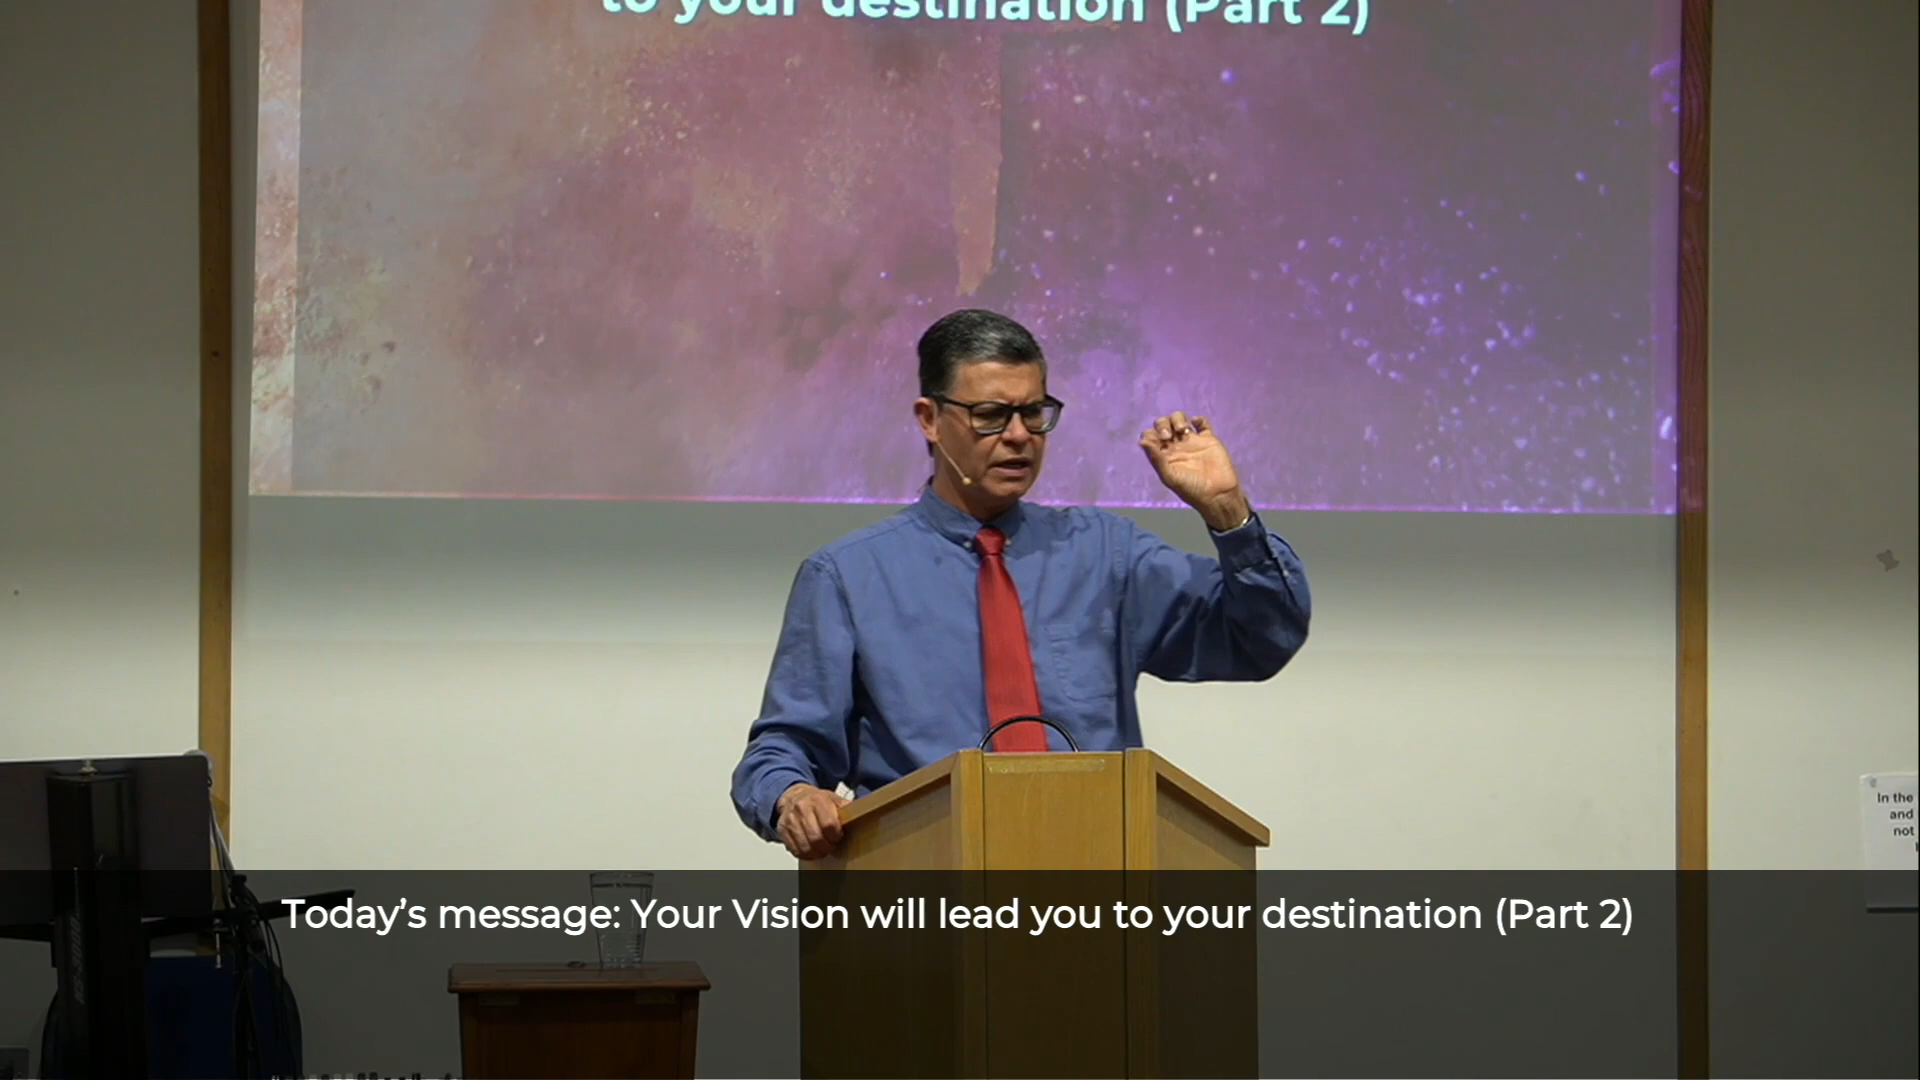 to your destination (Part 2)
In the
and
not
Today's message: Your Vision will lead you to your destination (Part 2)